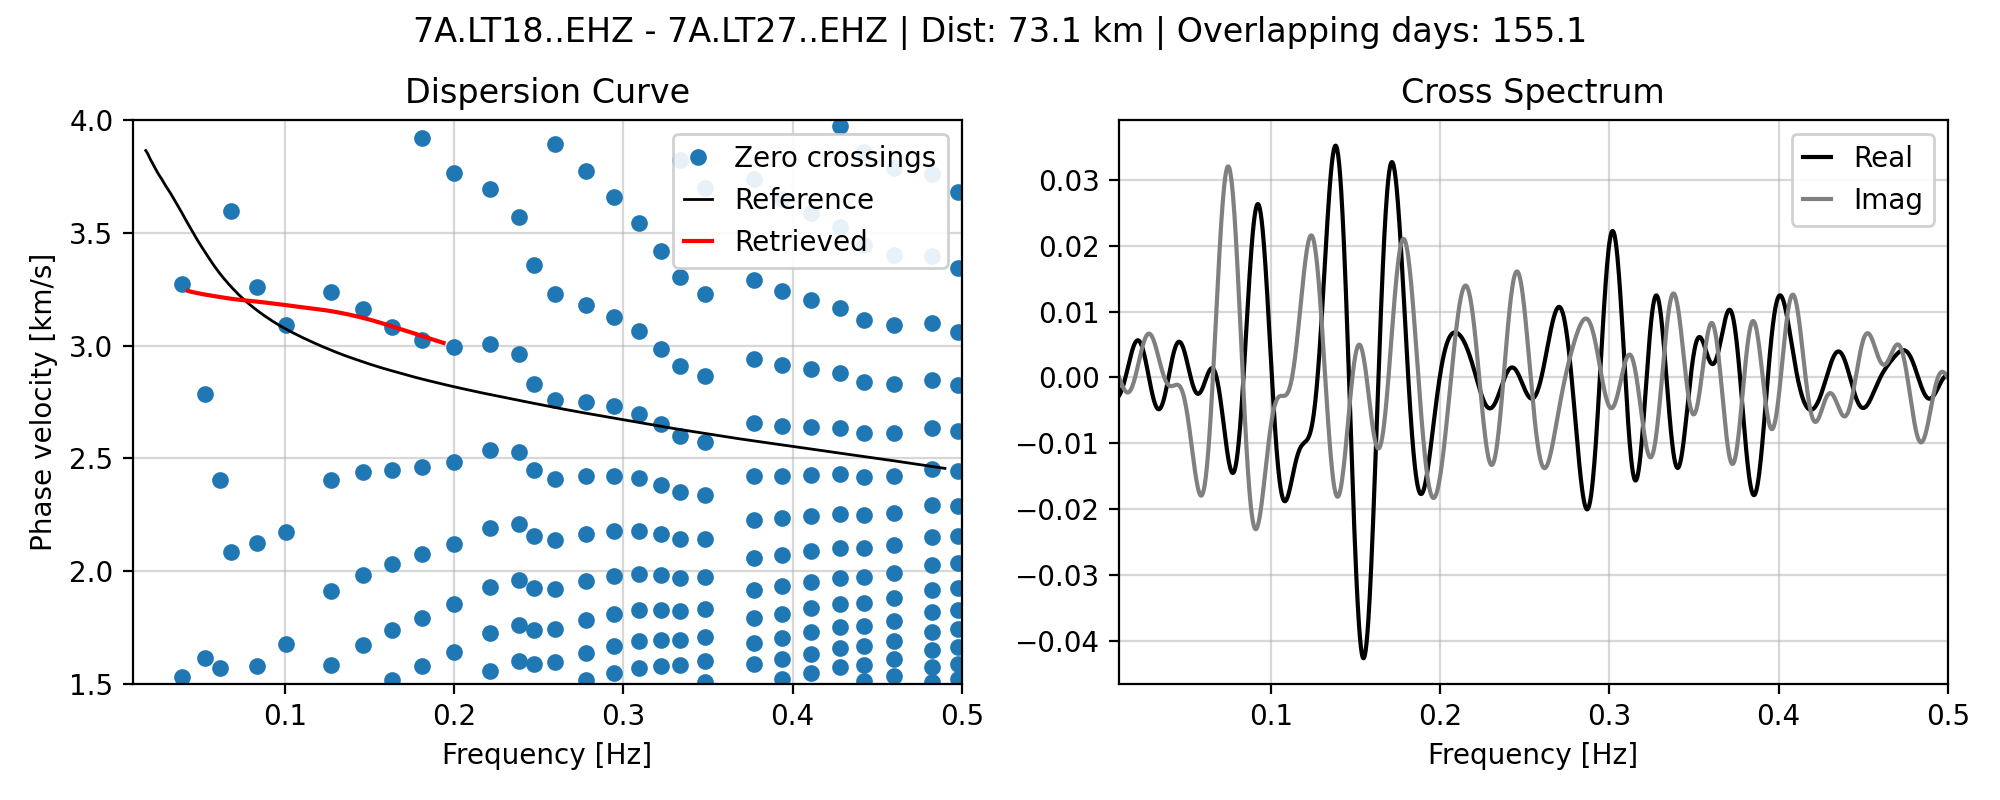 7A.LT18..EHZ - 7A.LT27..EHZ | Dist: 73.1 km | Overlapping days: 155.1
Dispersion Curve
4.0
3.5
3.0
2.5
2.0
1.5
Phase velocity [km/s]
Zero crossings
Reference
Retrieved
0.1
0.2
0.3
0.4
0.5
Frequency [Hz]
Cross Spectrum
0.03
0.02
0.01
0.00
−0.01
−0.02
−0.03
−0.04
Real
Imag
0.1
0.2
0.3
0.4
0.5
Frequency [Hz]